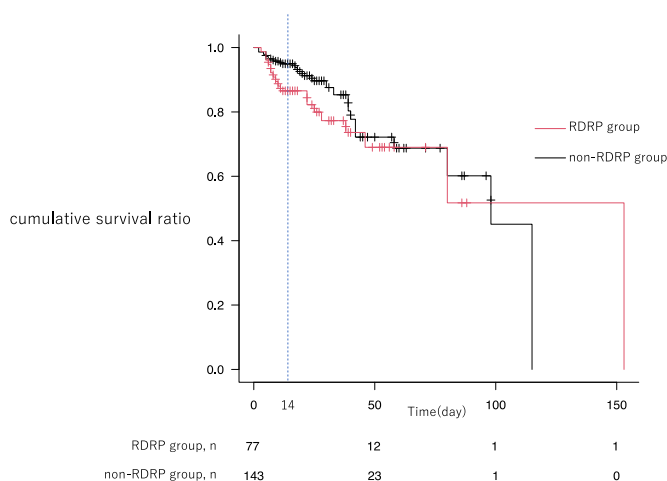 1.0
0.8
0.6
0.4
0.2
0.0
cumulative survival ratio
RDRP group
non-RDRP group
0 14 50 100 150
Time(day)
RDRP group, n 77 12 1 1
non-RDRP group, n 143 23 1 0